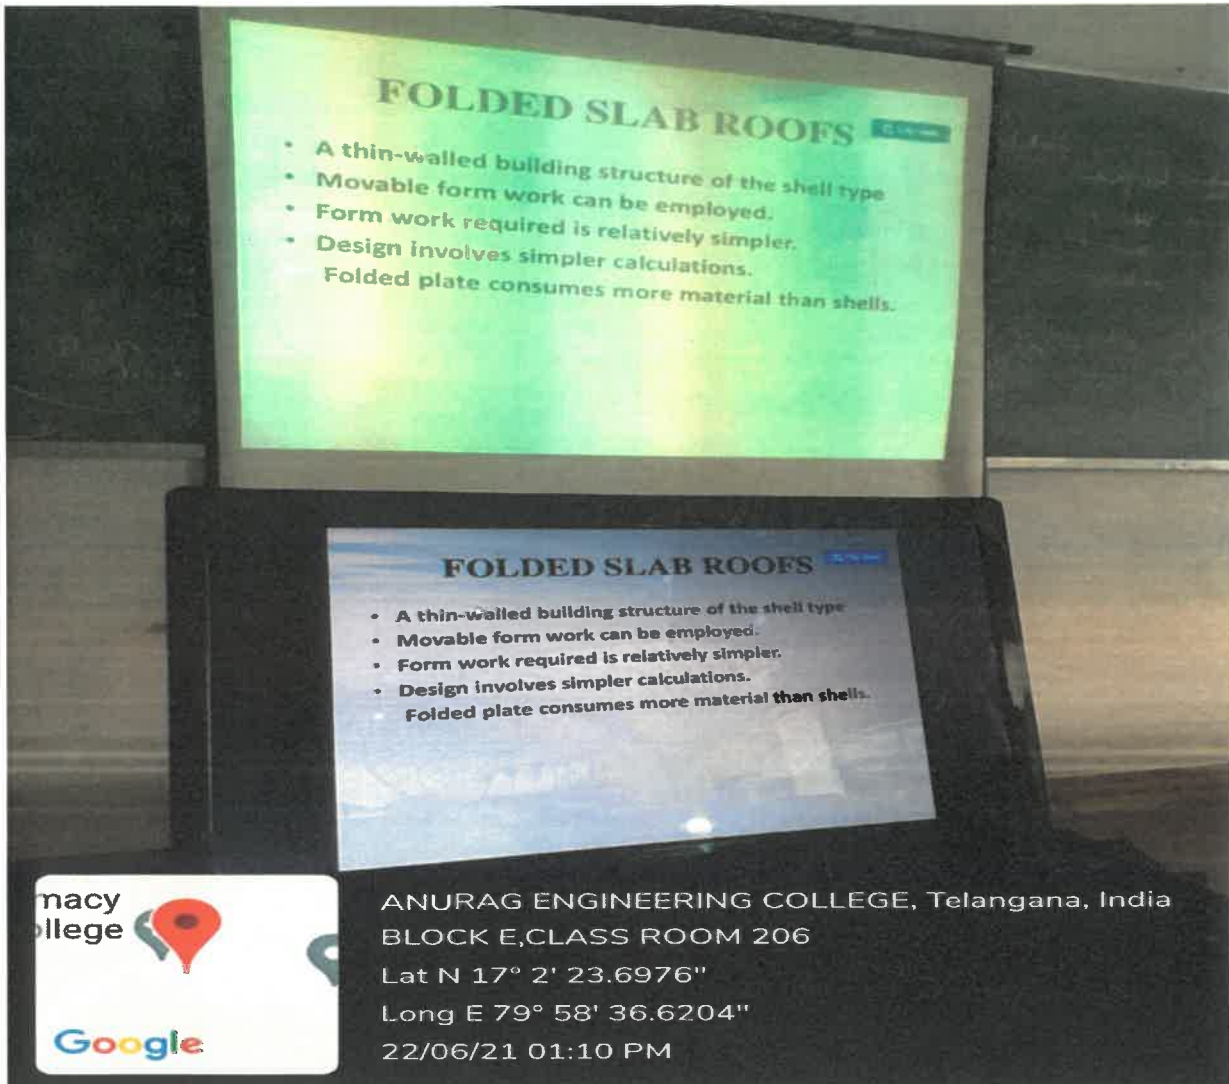 FOLDED SLAB ROOFS
• A thin-walled building structure of the shell type
• Movable form work can be employed.
• Form work required is relatively simpler.
• Design involves simpler calculations.
Folded plate consumes more material than shells.
FOLDED SLAB ROOFS
• A thin-walled building structure of the shell type
• Movable form work can be employed.
• Form work required is relatively simpler.
• Design involves simpler calculations.
Folded plate consumes more material than shells.
macy
llege
Google
ANURAG ENGINEERING COLLEGE, Telangana, India
BLOCK E,CLASS ROOM 206
Lat N 17° 2' 23.6976"
Long E 79° 58' 36.6204"
22/06/21 01:10 PM